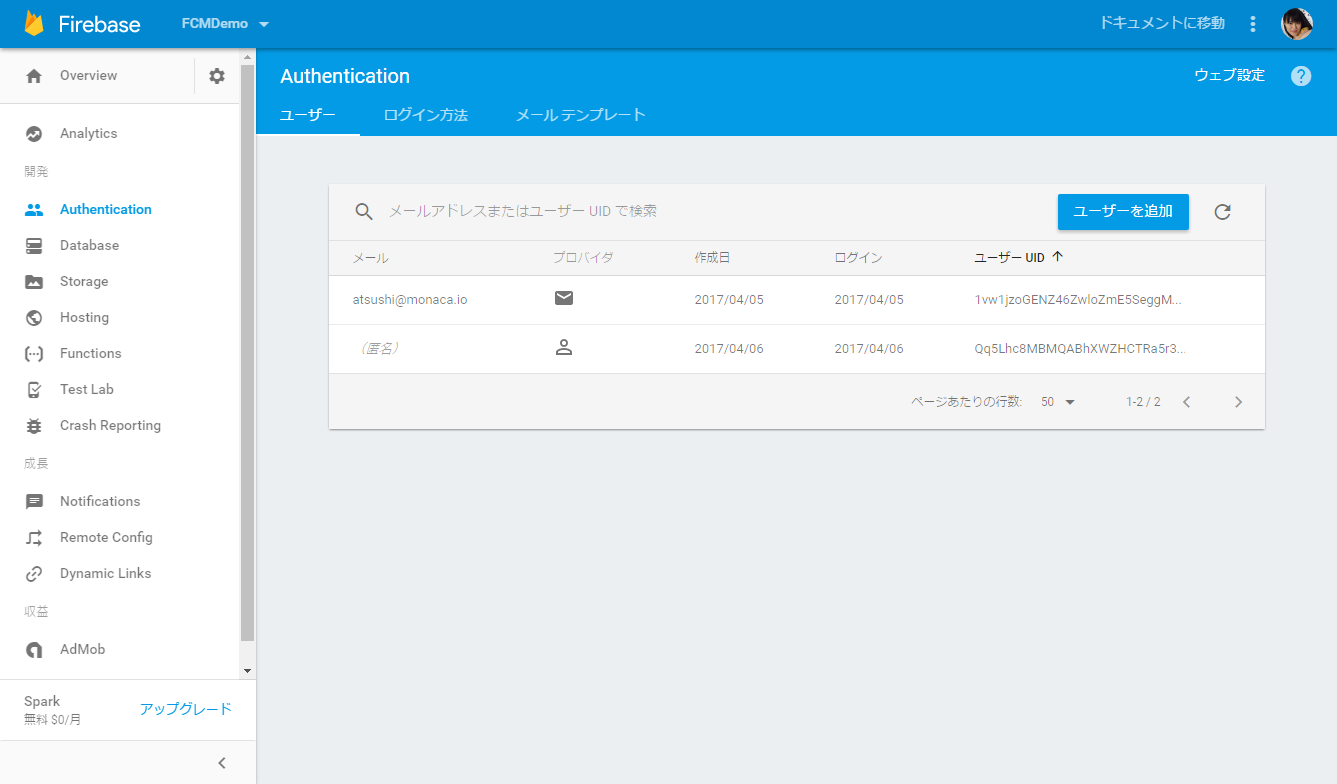 Firebase
FCMDemo
ドキュメントに移動
Overview
Analytics
開発
Authentication
Database
Storage
Hosting
Functions
Test Lab
Crash Reporting
成長
Notifications
Remote Config
Dynamic Links
収益
AdMob
Spark
無料 $0/月
アップグレード
Authentication
ウェブ設定
ユーザー ログイン方法 メール テンプレート
メールアドレスまたはユーザー UID で検索
ユーザーを追加
メール プロバイダ 作成日 ログイン ユーザー UID
atsushi@monaca.io 2017/04/05 2017/04/05 1vw1jzoGENZ46ZwloZmE5SeggM...
（匿名） 2017/04/06 2017/04/06 Qq5Lhc8MBMQABhXWZHCTRa5r3...
ページあたりの行数: 50 1-2 / 2